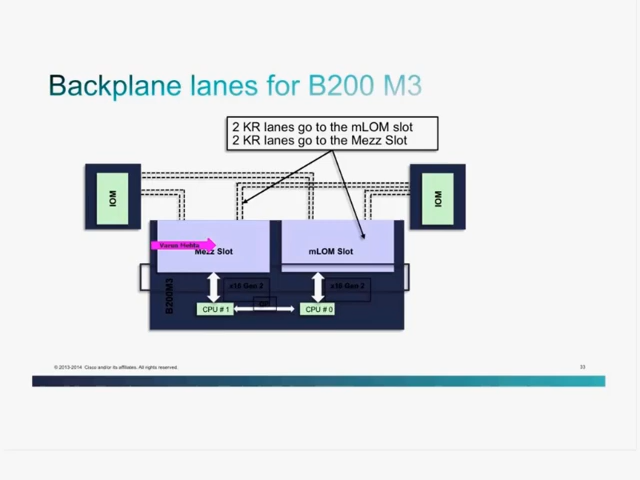 Backplane lanes for B200 M3
2 KR lanes go to the mLOM slot
2 KR lanes go to the Mezz Slot
IOM
IOM
Mezz Slot
mLOM Slot
B200M3
x16 Gen 2
x16 Gen 2
CPU # 1
CPU # 0
© 2013-2014 Cisco and/or its affiliates. All rights reserved.
33